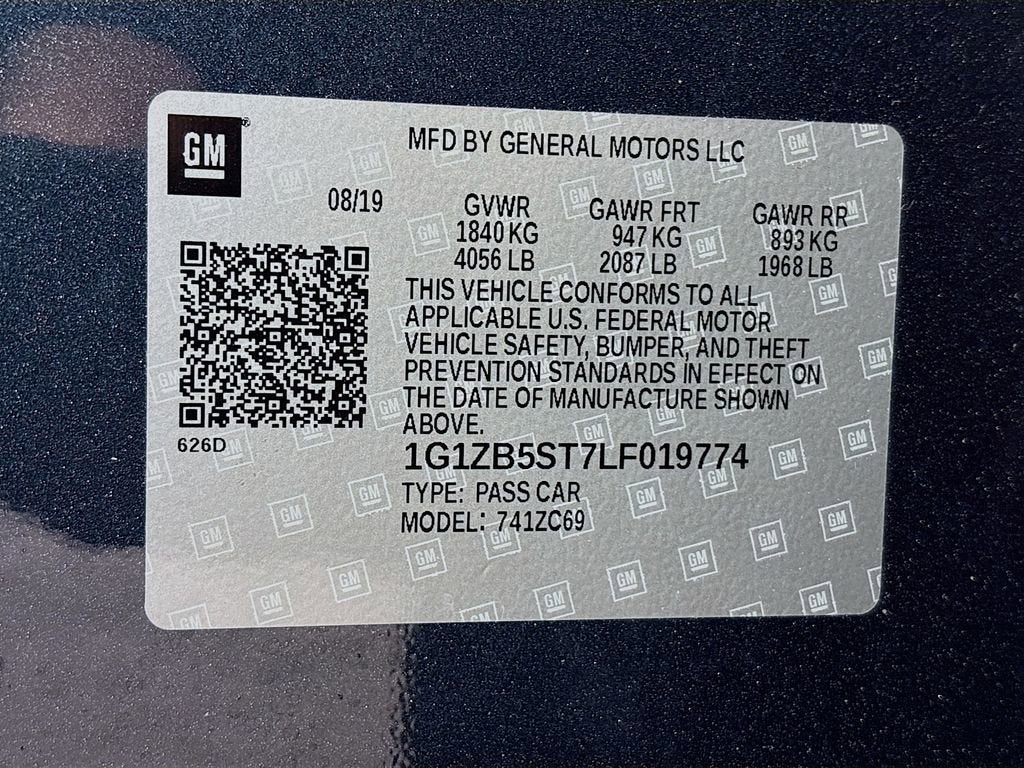 GM
MFD BY GENERAL MOTORS LLC
08/19
GVWR GAWR FRT GAWR RR
1840 KG 947 KG 893 KG
4056 LB 2087 LB 1968 LB
THIS VEHICLE CONFORMS TO ALL
APPLICABLE U.S. FEDERAL MOTOR
VEHICLE SAFETY, BUMPER, AND THEFT
PREVENTION STANDARDS IN EFFECT ON
THE DATE OF MANUFACTURE SHOWN
ABOVE.
626D
1G1ZB5ST7LF019774
TYPE: PASS CAR
MODEL: 741ZC69